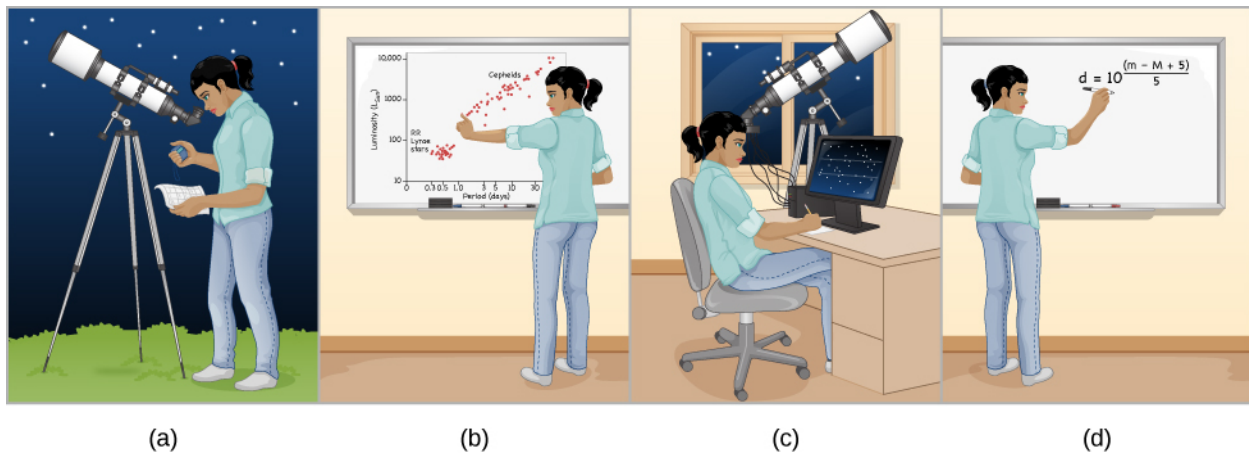 10,000
Cepheids
1000
Luminosity (LSun)
100
RR
Lyrae
stars
10
0 0.3 0.5 1.0 3 5 10 30
Period (days)
d = 10^((m – M + 5)/5)
(a) (b) (c) (d)